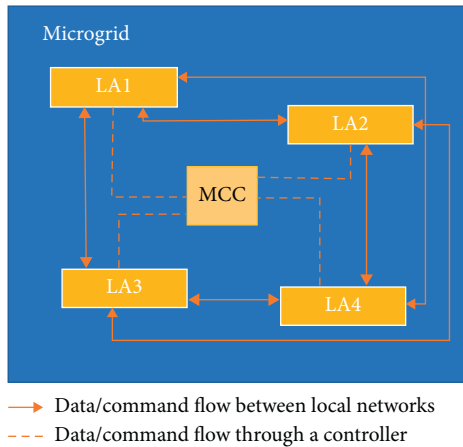 Microgrid
LA1
LA2
MCC
LA3
LA4
Data/command flow between local networks
Data/command flow through a controller